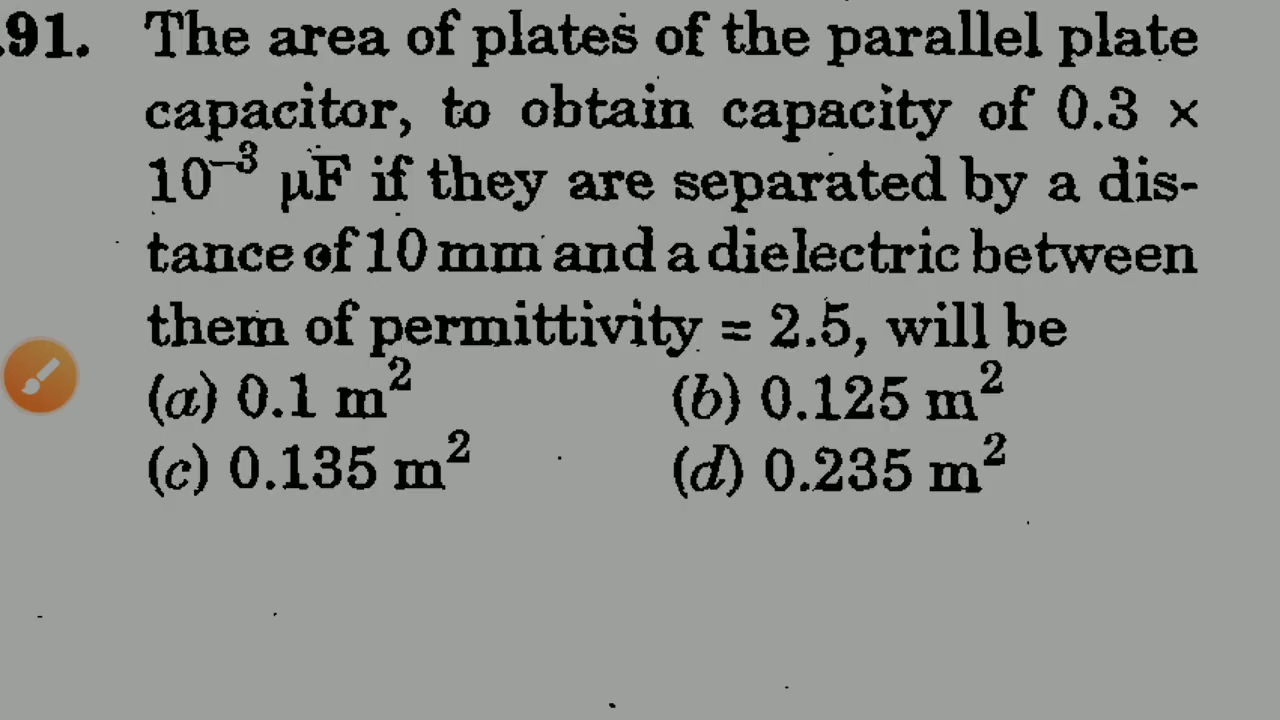 .91. The area of plates of the parallel plate
capacitor, to obtain capacity of 0.3 ×
10⁻³ µF if they are separated by a dis-
tance of 10 mm and a dielectric between
them of permittivity = 2.5, will be
(a) 0.1 m² (b) 0.125 m²
(c) 0.135 m² (d) 0.235 m²